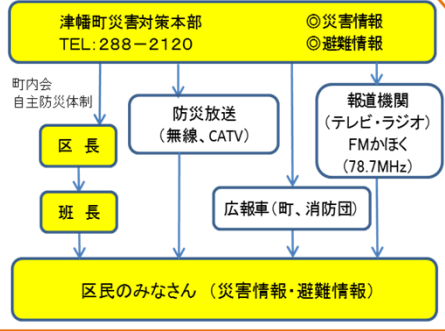 津幡町災害対策本部 ◎災害情報
TEL:288－2120 ◎避難情報
町内会
自主防災体制
区 長
班 長
防災放送
(無線、CATV)
広報車(町、消防団)
報道機関
(テレビ・ラジオ)
FMかほく
(78.7MHz)
区民のみなさん (災害情報・避難情報)